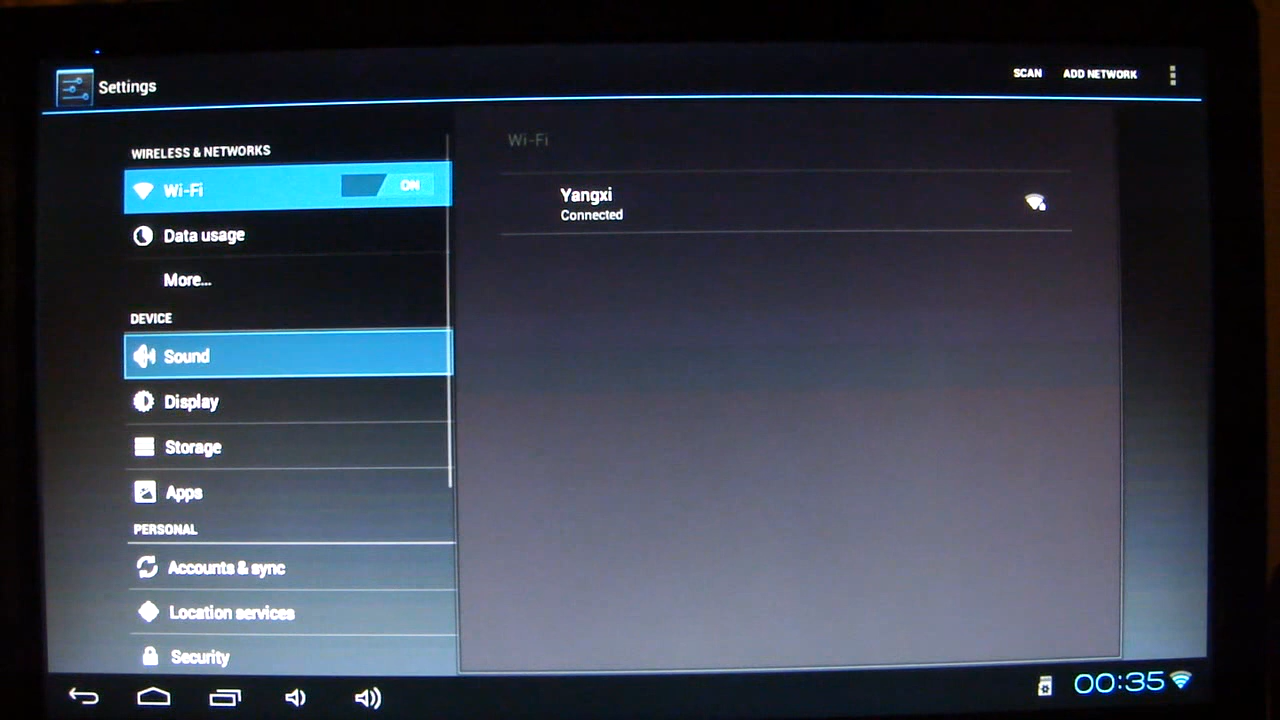 Settings
SCAN ADD NETWORK
WIRELESS & NETWORKS
Wi-Fi ON
Data usage
More...
DEVICE
Sound
Display
Storage
Apps
PERSONAL
Accounts & sync
Location services
Security
Wi-Fi
Yangxi
Connected
00:35